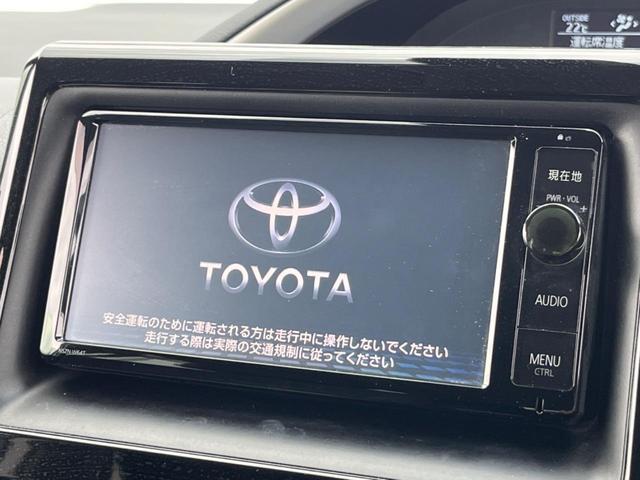 OUTSIDE
22℃
運転席温度
現在地
PWR・VOL
+
TOYOTA
AUDIO
安全運転のために運転される方は走行中に操作しないでください
走行する際は実際の交通規制に従ってください
MENU
CTRL
NSZN-W64T